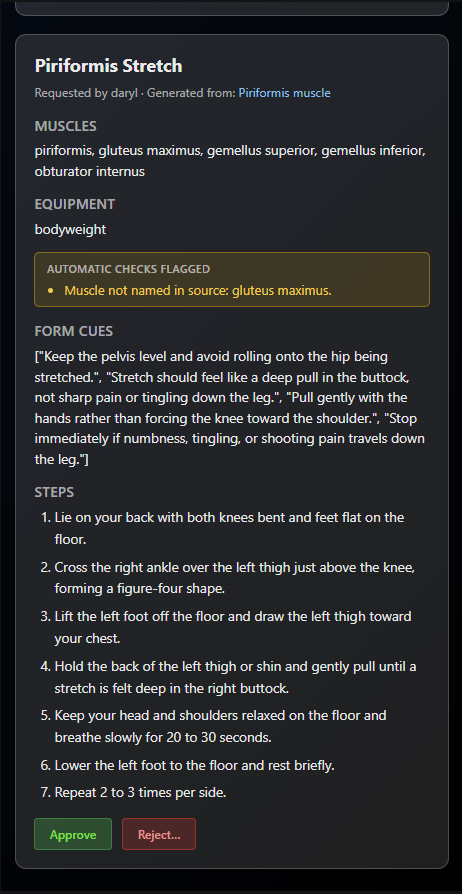 Piriformis Stretch
Requested by daryl · Generated from: Piriformis muscle
MUSCLES
piriformis, gluteus maximus, gemellus superior, gemellus inferior,
obturator internus
EQUIPMENT
bodyweight
AUTOMATIC CHECKS FLAGGED
• Muscle not named in source: gluteus maximus.
FORM CUES
["Keep the pelvis level and avoid rolling onto the hip being
stretched.", "Stretch should feel like a deep pull in the buttock,
not sharp pain or tingling down the leg.", "Pull gently with the
hands rather than forcing the knee toward the shoulder.", "Stop
immediately if numbness, tingling, or shooting pain travels down
the leg."]
STEPS
1. Lie on your back with both knees bent and feet flat on the
floor.
2. Cross the right ankle over the left thigh just above the knee,
forming a figure-four shape.
3. Lift the left foot off the floor and draw the left thigh toward
your chest.
4. Hold the back of the left thigh or shin and gently pull until a
stretch is felt deep in the right buttock.
5. Keep your head and shoulders relaxed on the floor and
breathe slowly for 20 to 30 seconds.
6. Lower the left foot to the floor and rest briefly.
7. Repeat 2 to 3 times per side.
Approve
Reject...